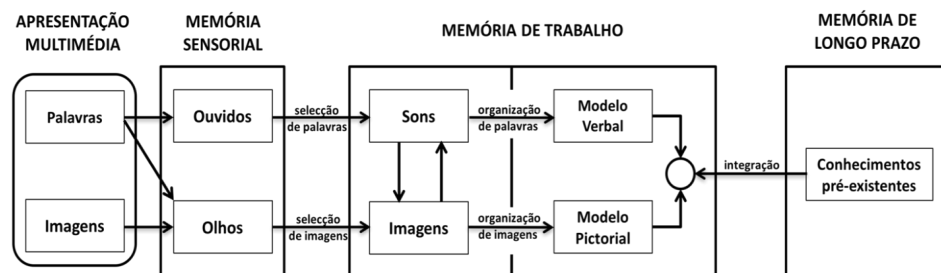 APRESENTAÇÃO
MULTIMÉDIA
MEMÓRIA
SENSORIAL
MEMÓRIA DE TRABALHO
MEMÓRIA DE
LONGO PRAZO
Palavras
Ouvidos
selecção
de palavras
Sons
organização
de palavras
Modelo
Verbal
integração
Conhecimentos
pré-existentes
Imagens
Olhos
selecção
de imagens
Imagens
organização
de imagens
Modelo
Pictorial